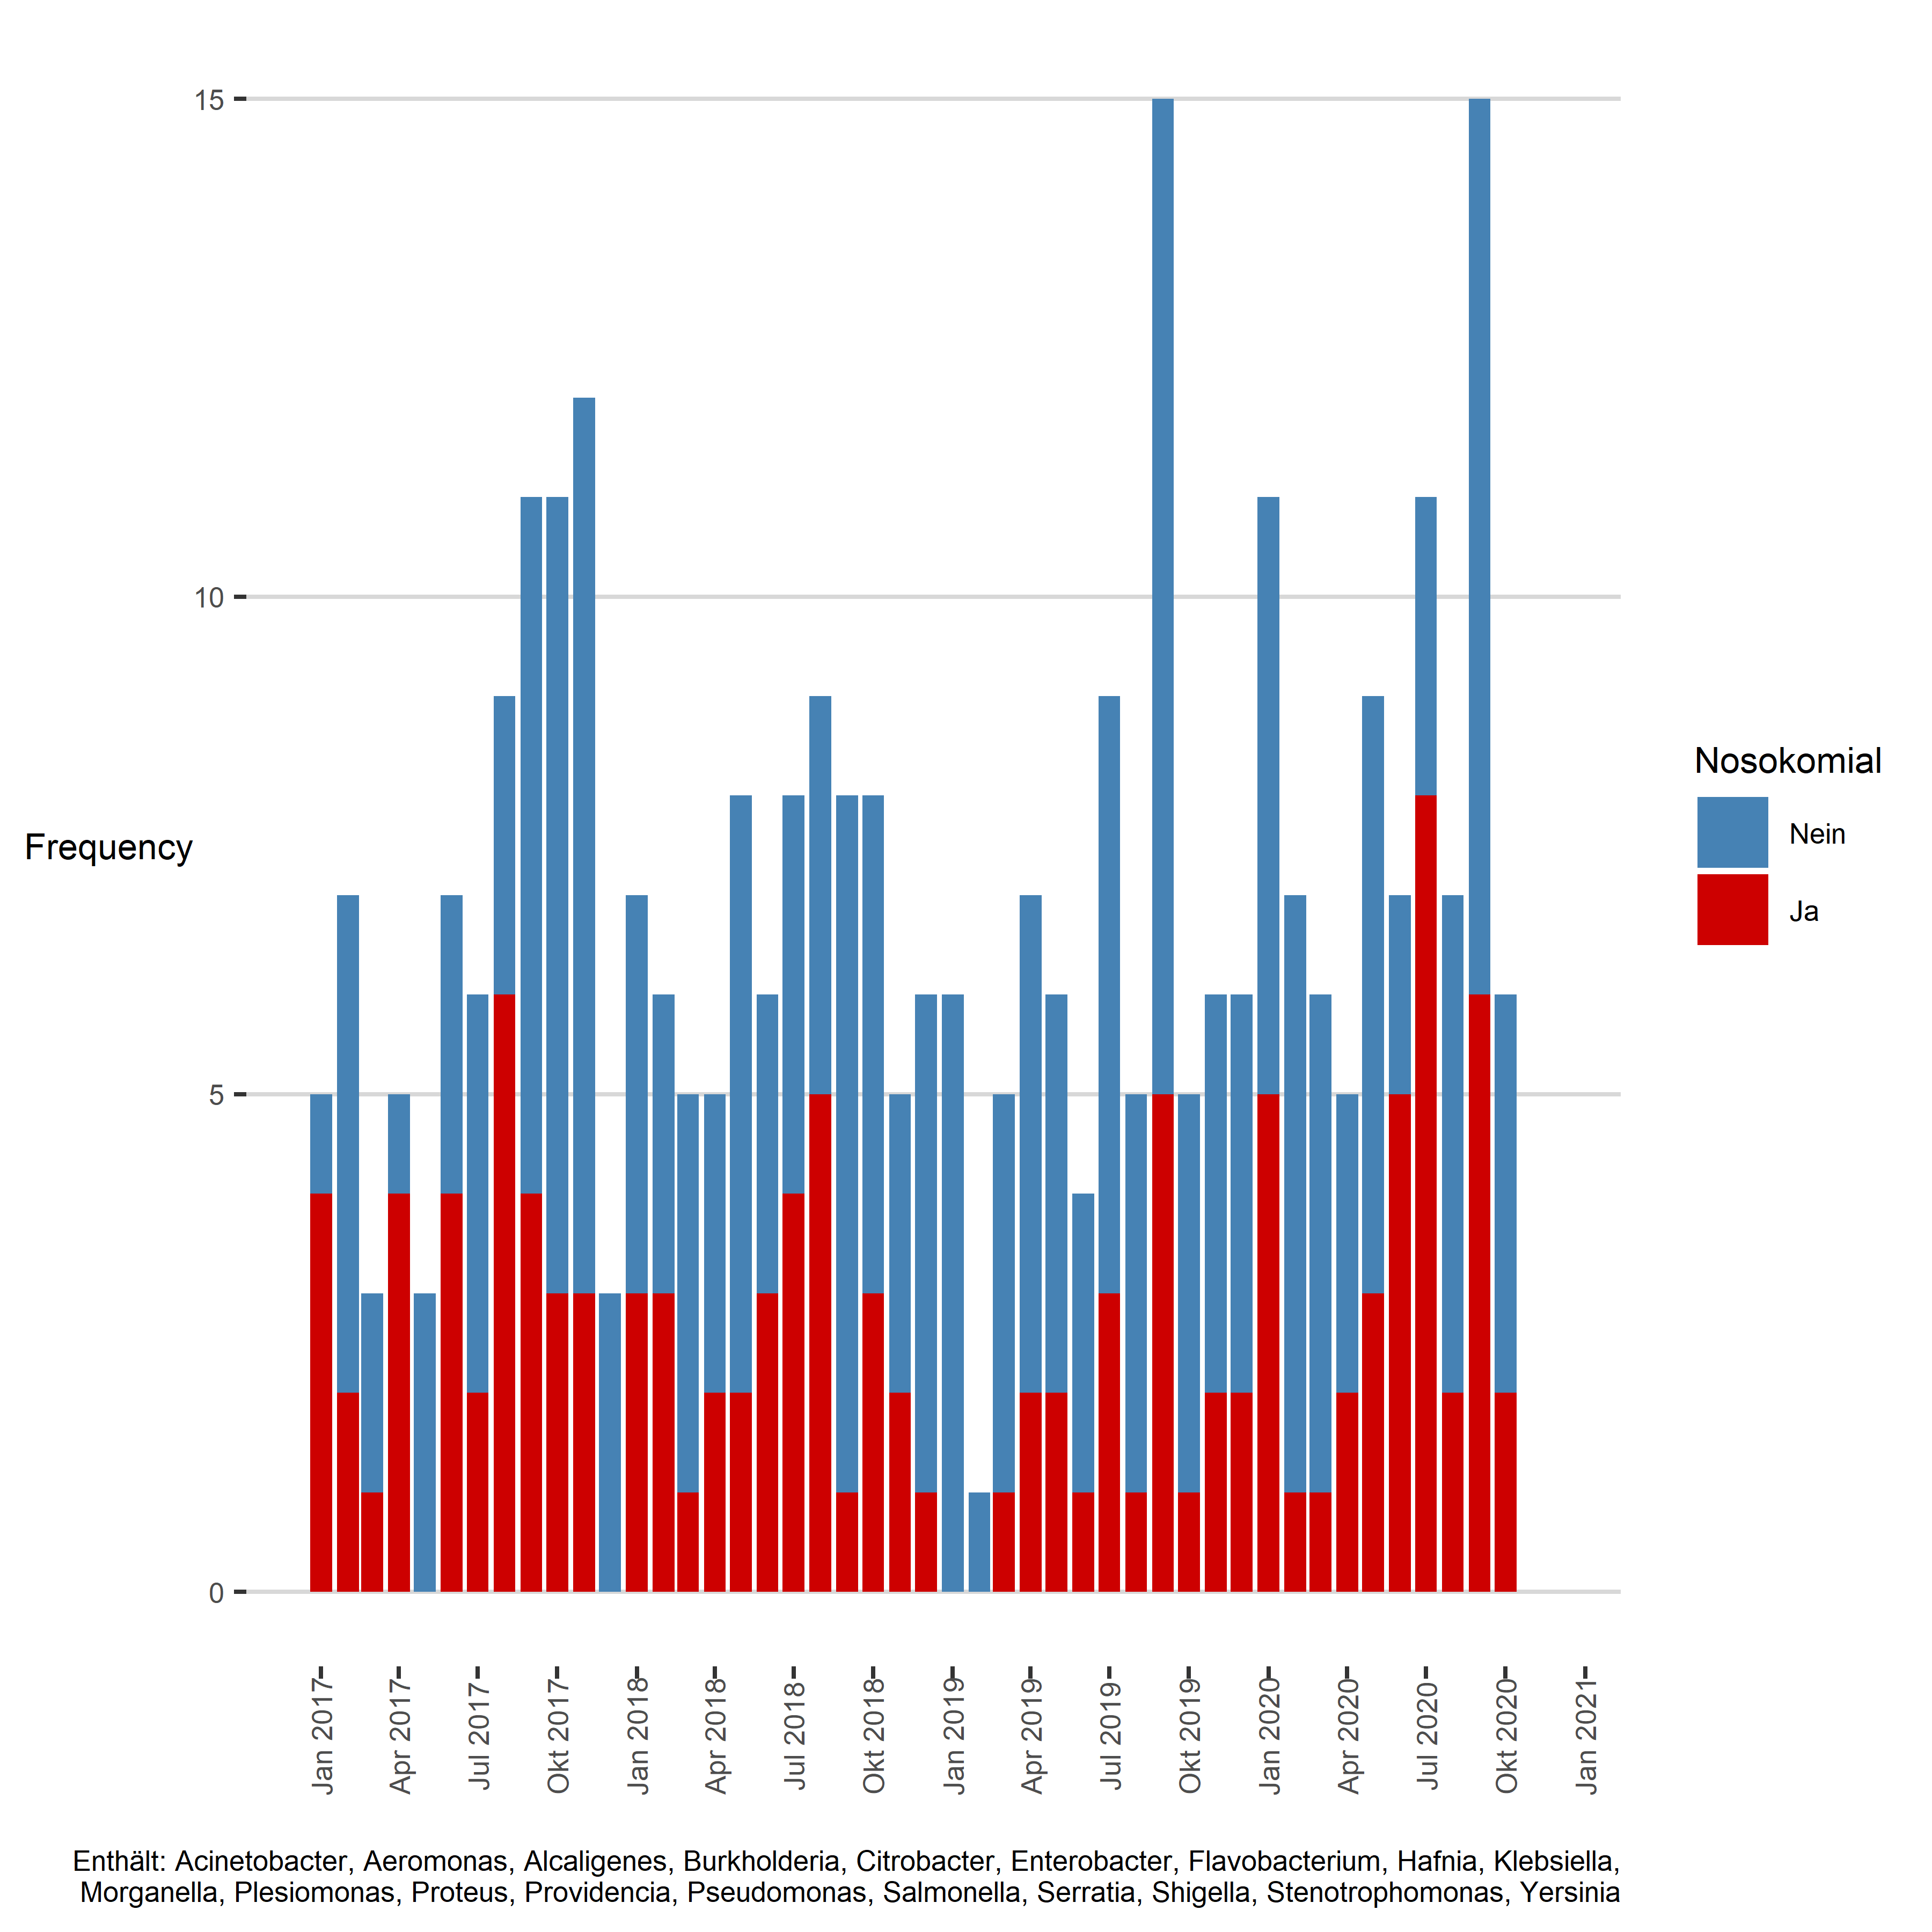 15
10
5
0
Frequency
Jan 2017
Apr 2017
Jul 2017
Okt 2017
Jan 2018
Apr 2018
Jul 2018
Okt 2018
Jan 2019
Apr 2019
Jul 2019
Okt 2019
Jan 2020
Apr 2020
Jul 2020
Okt 2020
Jan 2021
Nosokomial
Nein
Ja
Enthält: Acinetobacter, Aeromonas, Alcaligenes, Burkholderia, Citrobacter, Enterobacter, Flavobacterium, Hafnia, Klebsiella,
Morganella, Plesiomonas, Proteus, Providencia, Pseudomonas, Salmonella, Serratia, Shigella, Stenotrophomonas, Yersinia